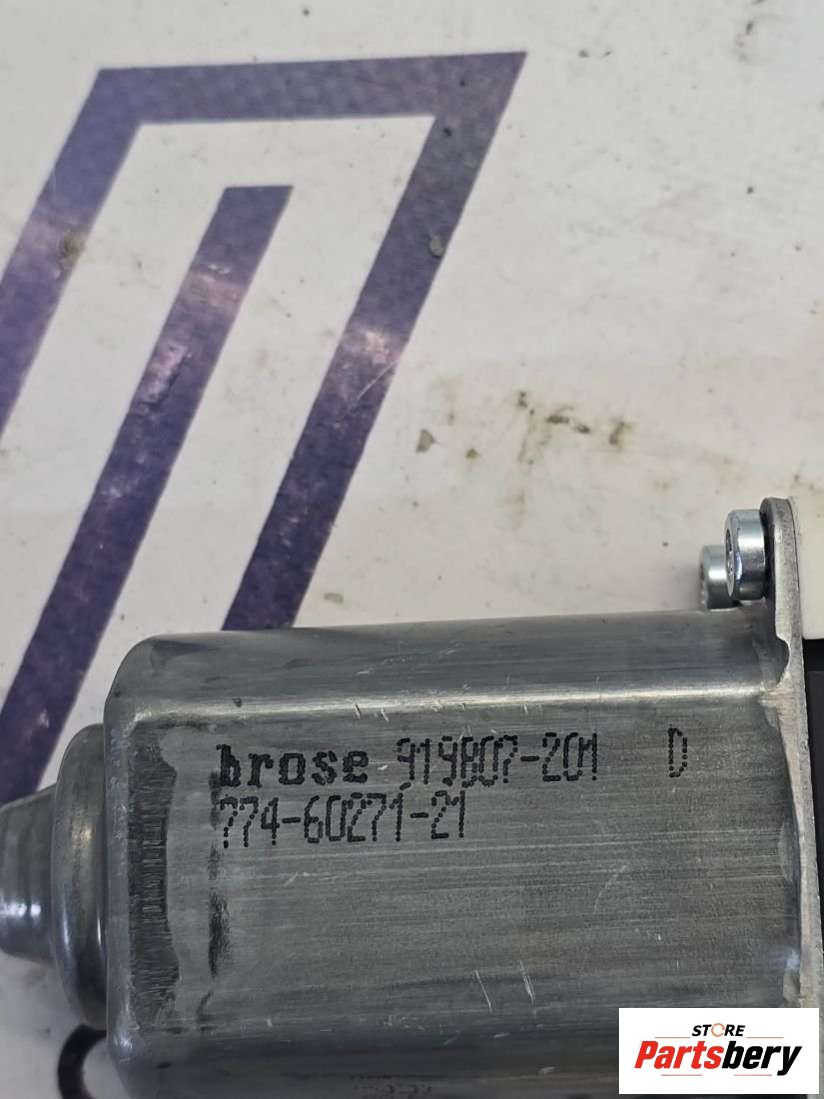 brose 919807-201 D
774-60271-21
STORE
Partsbery